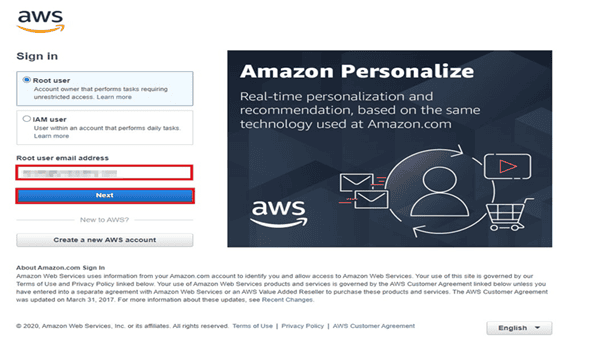 aws
Sign in
Root user
Account owner that performs tasks requiring
unrestricted access. Learn more
IAM user
User within an account that performs daily tasks.
Learn more
Root user email address
Next
New to AWS?
Create a new AWS account
Amazon Personalize
Real-time personalization and
recommendation, based on the same
technology used at Amazon.com
aws
About Amazon.com Sign In
Amazon Web Services uses information from your Amazon.com account to identify you and allow access to Amazon Web Services. Your use of this site is governed by our
Terms of Use and Privacy Policy linked below. Your use of Amazon Web Services products and services is governed by the AWS Customer Agreement linked below unless you
have entered into a separate agreement with Amazon Web Services or an AWS Value Added Reseller to purchase these products and services. The AWS Customer Agreement
was updated on March 31, 2017. For more information about these updates, see Recent Changes.
© 2020, Amazon Web Services, Inc. or its affiliates. All rights reserved. Terms of Use | Privacy Policy | AWS Customer Agreement
English